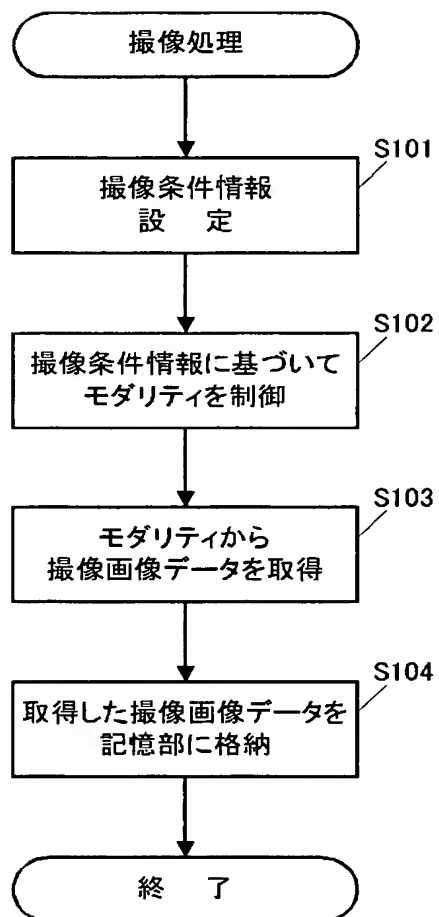 撮像処理
S101
撮像条件情報
設 定
S102
撮像条件情報に基づいて
モダリティを制御
S103
モダリティから
撮像画像データを取得
S104
取得した撮像画像データを
記憶部に格納
終 了